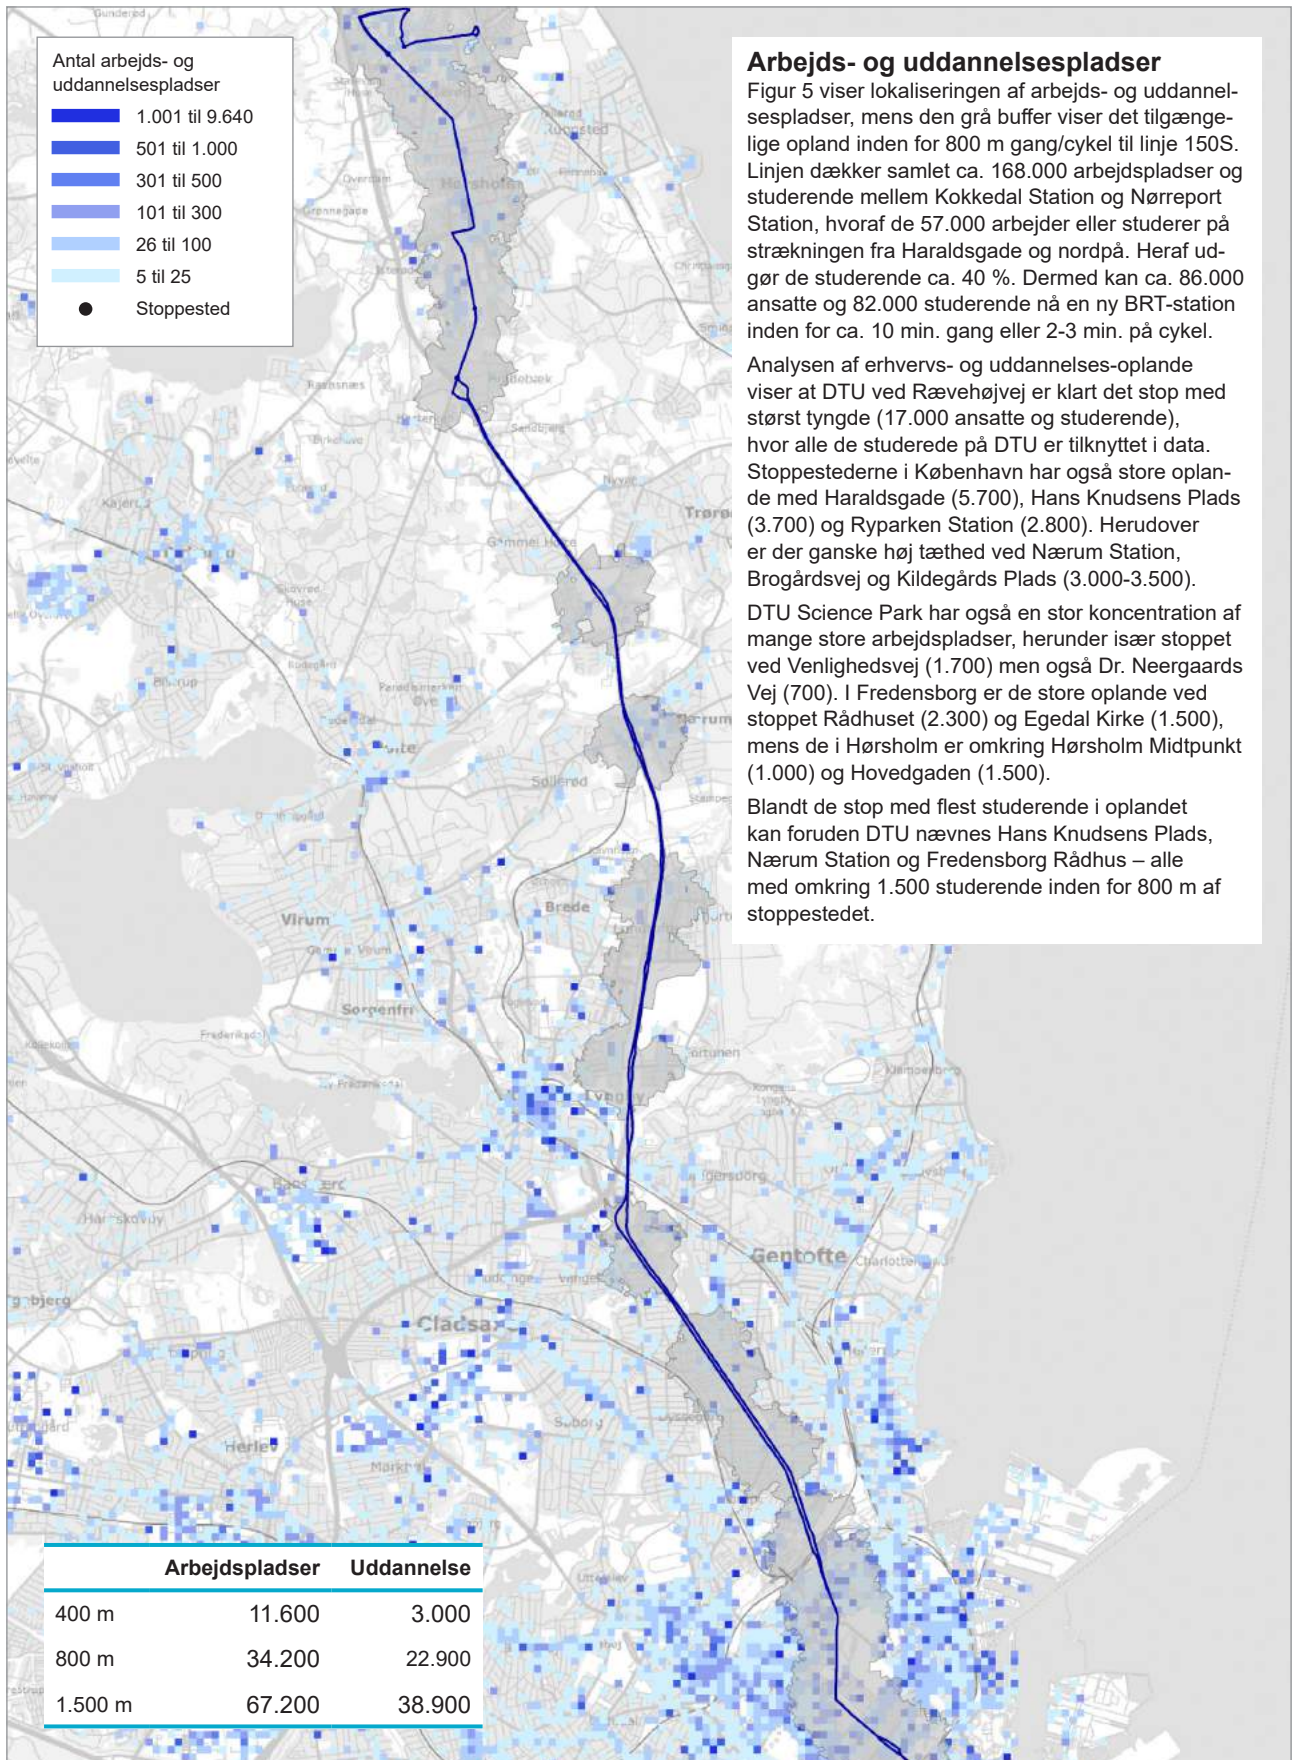 Antal arbejds- og
uddannelsespladser
1.001 til 9.640
501 til 1.000
301 til 500
101 til 300
26 til 100
5 til 25
Stoppested
Arbejds- og uddannelsespladser
Figur 5 viser lokaliseringen af arbejds- og uddannel-
sespladser, mens den grå buffer viser det tilgænge-
lige opland inden for 800 m gang/cykel til linje 150S.
Linjen dækker samlet ca. 168.000 arbejdspladser og
studerende mellem Kokkedal Station og Nørreport
Station, hvoraf de 57.000 arbejder eller studerer på
strækningen fra Haraldsgade og nordpå. Heraf ud-
gør de studerende ca. 40 %. Dermed kan ca. 86.000
ansatte og 82.000 studerende nå en ny BRT-station
inden for ca. 10 min. gang eller 2-3 min. på cykel.
Analysen af erhvervs- og uddannelses-oplande
viser at DTU ved Rævehøjvej er klart det stop med
størst tyngde (17.000 ansatte og studerende),
hvor alle de studerede på DTU er tilknyttet i data.
Stoppestederne i København har også store oplan-
de med Haraldsgade (5.700), Hans Knudsens Plads
(3.700) og Ryparken Station (2.800). Herudover
er der ganske høj tæthed ved Nærum Station,
Brogårdsvej og Kildegårds Plads (3.000-3.500).
DTU Science Park har også en stor koncentration af
mange store arbejdspladser, herunder især stoppet
ved Venlighedsvej (1.700) men også Dr. Neergaards
Vej (700). I Fredensborg er de store oplande ved
stoppet Rådhuset (2.300) og Egedal Kirke (1.500),
mens de i Hørsholm er omkring Hørsholm Midtpunkt
(1.000) og Hovedgaden (1.500).
Blandt de stop med flest studerende i oplandet
kan foruden DTU nævnes Hans Knudsens Plads,
Nærum Station og Fredensborg Rådhus – alle
med omkring 1.500 studerende inden for 800 m af
stoppestedet.
Gunderød
Grønnegade
Sandbjerg
Gammel Holte
Søllerød
Brede
Virum
Sorgenfri
Frederiksdal
Gentofte
Herlev
Arbejdspladser Uddannelse
400 m 11.600 3.000
800 m 34.200 22.900
1.500 m 67.200 38.900